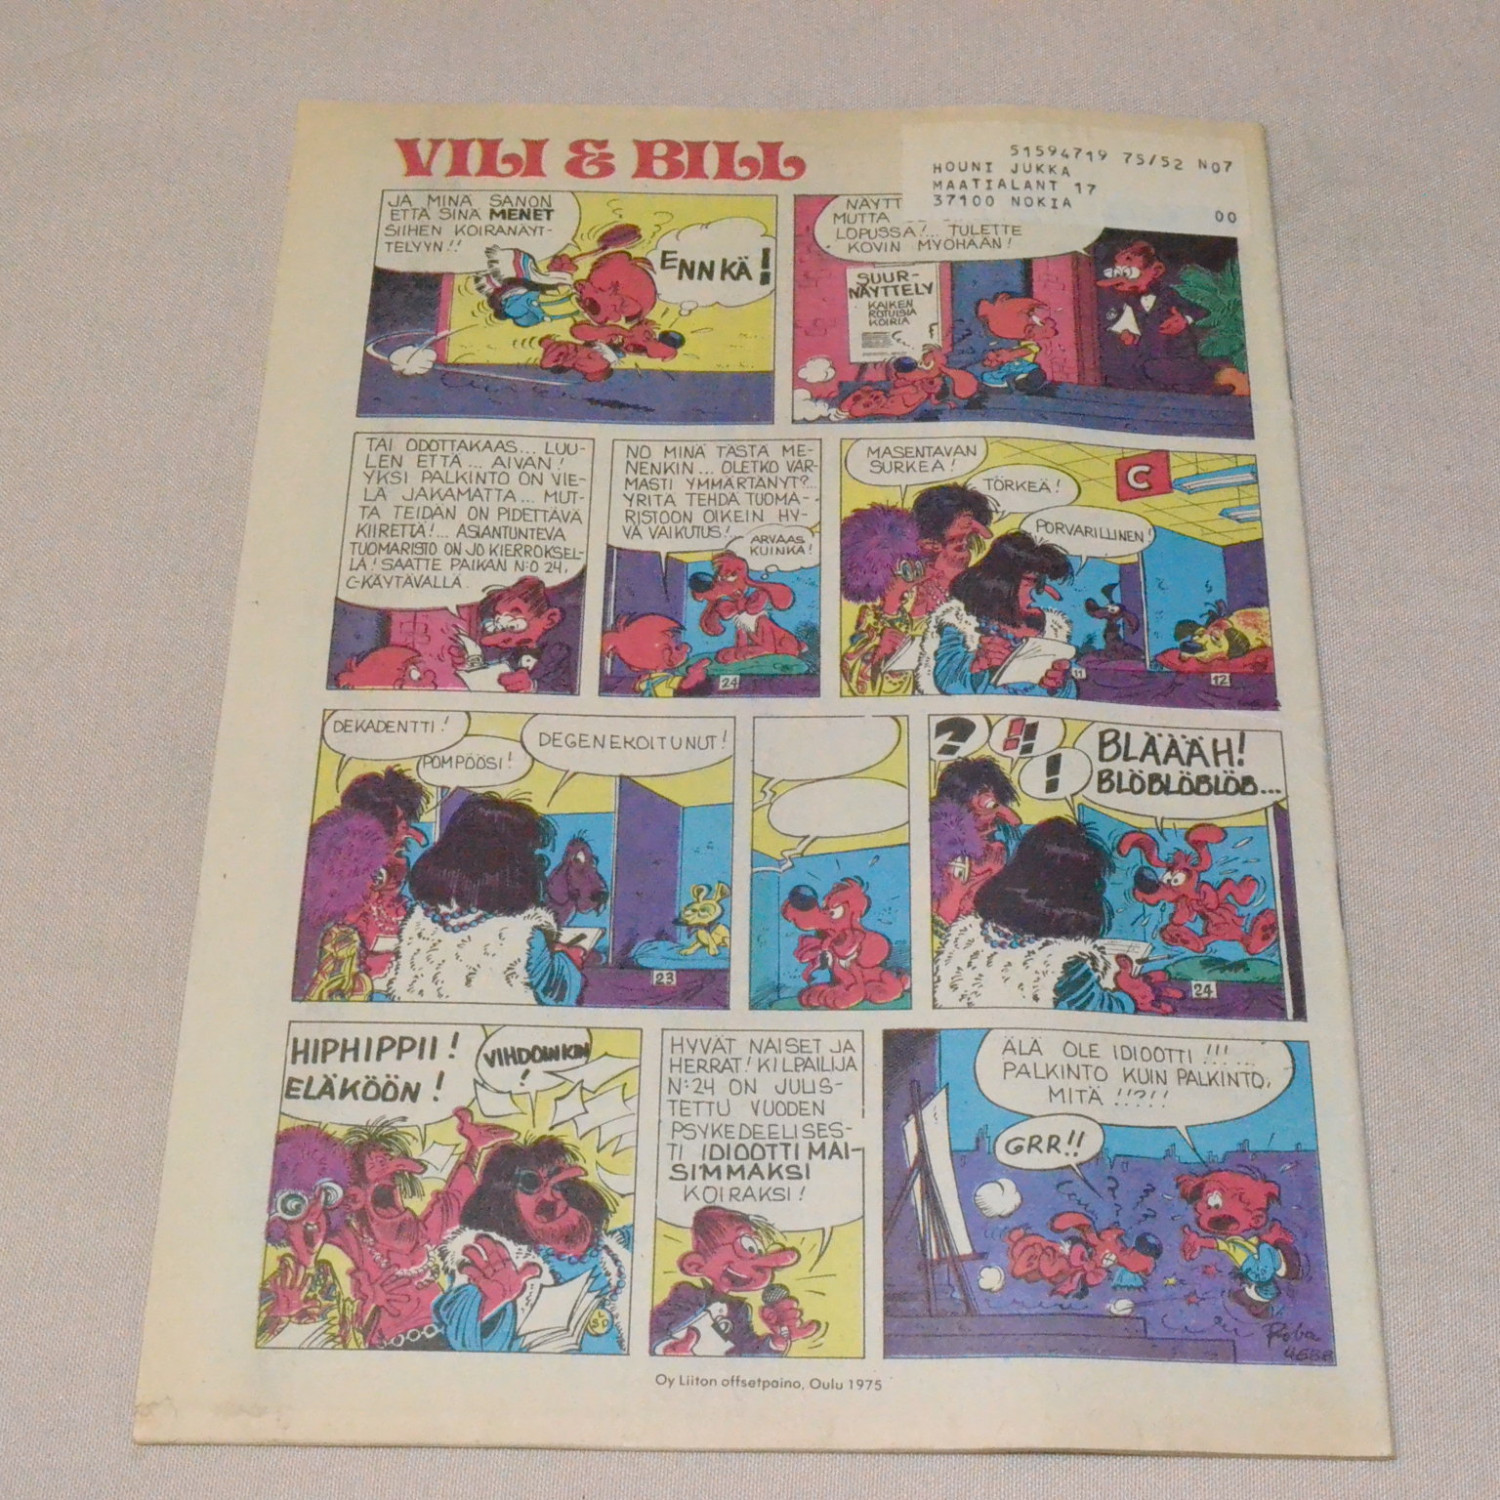 VILI & BILL
51594719 75/52 N07
HOUNI JUKKA
MAATIALANT 17
37100 NOKIA
00
JA MINÄ SANON
ETTÄ SINÄ MENET
SIIHEN KOIRANÄYT-
TELYYN!!
ENNKÄ!
NÄYTT
MUTTA
LOPUSSA!... TULETTE
KOVIN MYÖHÄÄN!
SUUR-
NÄYTTELY
KAIKEN
ROTUISIA
KOIRIA
TAI ODOTTAKAAS... LUU-
LEN ETTÄ... AIVAN!
YKSI PALKINTO ON VIE-
LÄ JAKAMATTA... MUT-
TA TEIDÄN ON PIDETTÄVÄ
KIIRETTÄ!... ASIANTUNTEVA
TUOMARISTO ON JO KIERROKSEL-
LA! SAATTE PAIKAN N:O 24,
C-KÄYTÄVÄLLÄ.
NO MINÄ TÄSTÄ ME-
NENKIN... OLETKO VAR-
MASTI YMMÄRTÄNYT?...
YRITÄ TEHDÄ TUOMA-
RISTOON OIKEIN HY-
VÄ VAIKUTUS!
ARVAAS
KUINKA!
24
MASENTAVAN
SURKEA!
TÖRKEÄ!
PORVARILLINEN!
C
11
12
DEKADENTTI!
POMPÖÖSI!
DEGENEROITUNUT!
23
?
!!
!
BLÄÄÄH!
BLÖBLÖBLÖB...
24
HIPHIPPII!
ELÄKÖÖN!
VIHDOINKIN
!
LSD
HYVÄT NAISET JA
HERRAT! KILPAILIJA
N:24 ON JULIS-
TETTU VUODEN
PSYKEDEELISES-
TI IDIOOTTIMAI-
SIMMAKSI
KOIRAKSI!
ÄLÄ OLE IDIOOTTI!!!...
PALKINTO KUIN PALKINTO,
MITÄ!!?!!
GRR!!
Roba
Oy Liiton offsetpaino, Oulu 1975